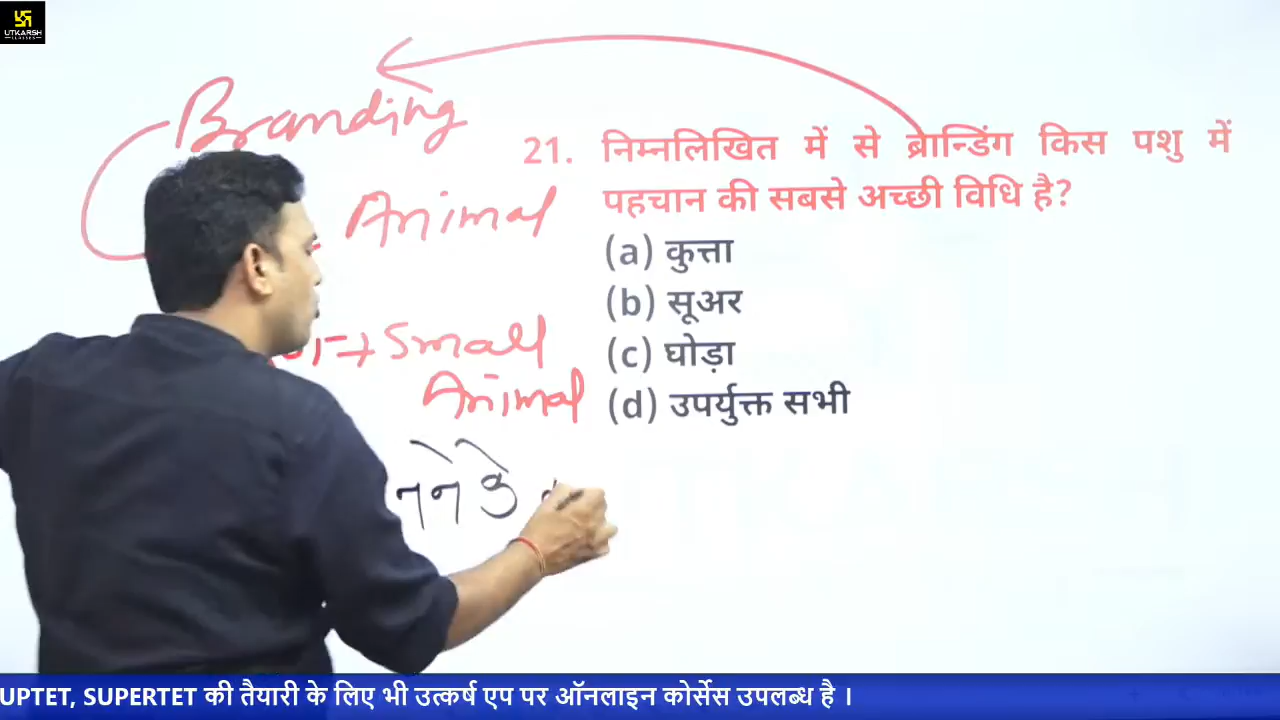 UTKARSH
CLASSES
Branding
Animal
Small
Animal
21. निम्नलिखित में से ब्रान्डिंग किस पशु में
पहचान की सबसे अच्छी विधि है?
(a) कुत्ता
(b) सूअर
(c) घोड़ा
(d) उपर्युक्त सभी
UPTET, SUPERTET की तैयारी के लिए भी उत्कर्ष एप पर ऑनलाइन कोर्सेस उपलब्ध है ।